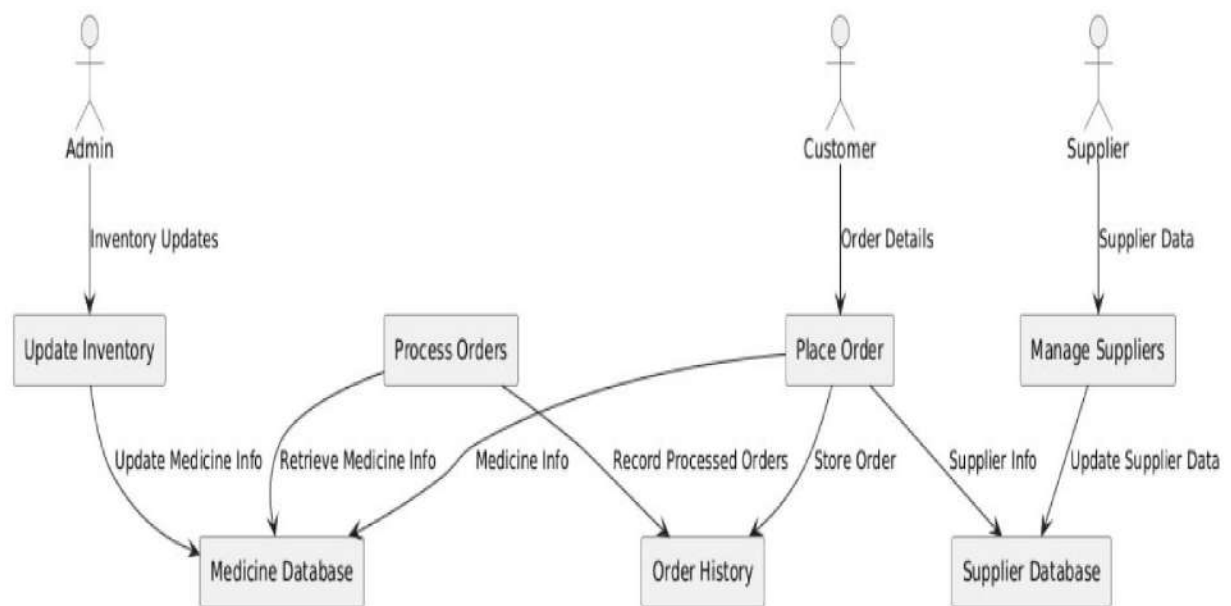 Admin
Customer
Supplier
Inventory Updates
Order Details
Supplier Data
Update Inventory
Process Orders
Place Order
Manage Suppliers
Update Medicine Info
Retrieve Medicine Info
Medicine Info
Record Processed Orders
Store Order
Supplier Info
Update Supplier Data
Medicine Database
Order History
Supplier Database